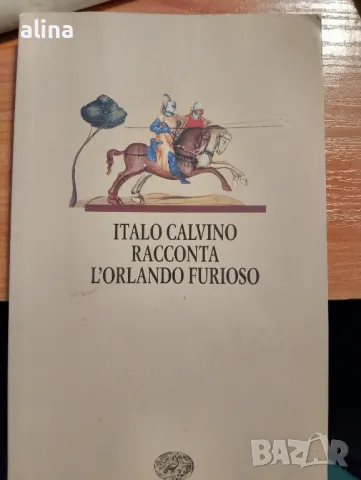 alina
ITALO CALVINO
RACCONTA
L'ORLANDO FURIOSO
BAZAR